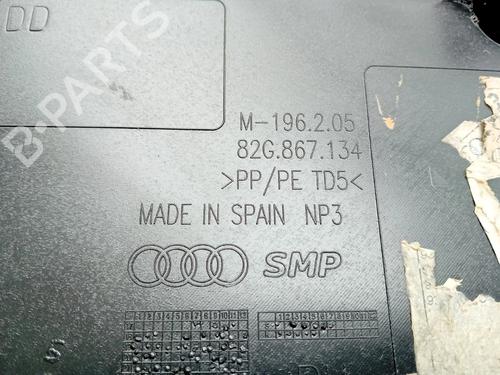 DD
B-PARTS
M-196.2.05
82G.867.134
>PP/PE TD5<
MADE IN SPAIN NP3
SMP